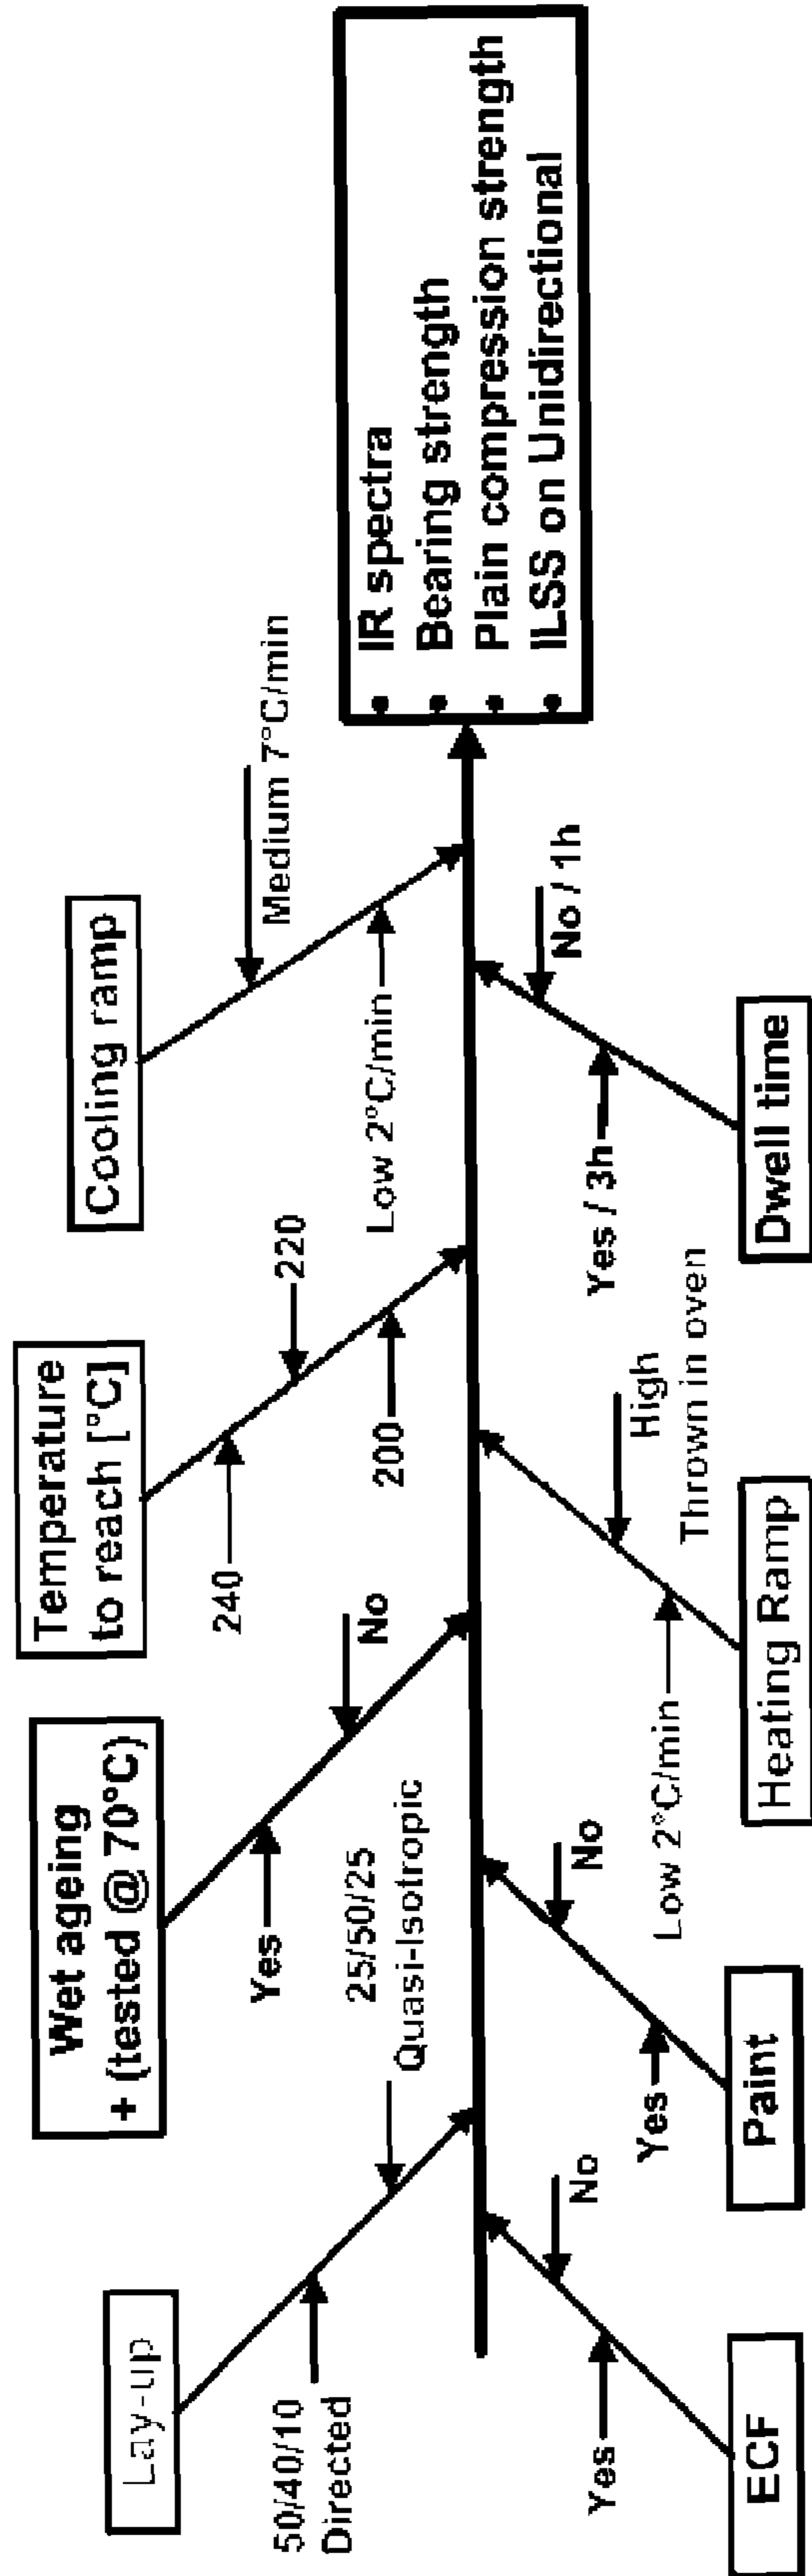 Lay-up
50/40/10
Directed
25/50/25
Quasi-Isotropic
Wet ageing
+ (tested @ 70°C)
Yes
No
Temperature
to reach [°C]
240
220
200
Cooling ramp
Medium 7°C/min
Low 2°C/min
• IR spectra
• Bearing strength
• Plain compression strength
• ILSS on Unidirectional
ECF
Yes
No
Paint
Yes
No
Heating Ramp
Low 2°C/min
High
Thrown in oven
Dwell time
Yes / 3h
No / 1h